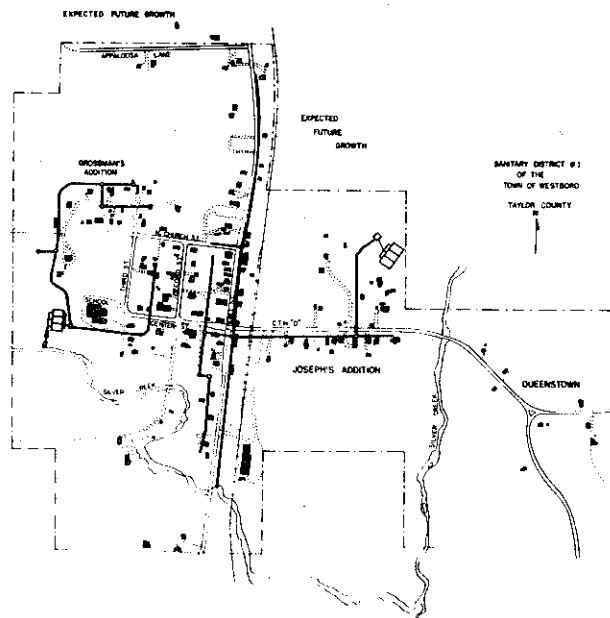 EXPECTED FUTURE GROWTH
APPALOOSA LANE
EXPECTED
FUTURE
GROWTH
GROSSMAN'S
ADDITION
SANITARY DISTRICT #1
OF THE
TOWN OF WESTBORO
TAYLOR COUNTY
N
N. CHURCH ST.
THIRD ST.
SECOND ST.
SCHOOL
CENTER ST.
C.T.H. "D"
JOSEPH'S ADDITION
QUEENSTOWN
SILVER CREEK
SILVER CREEK